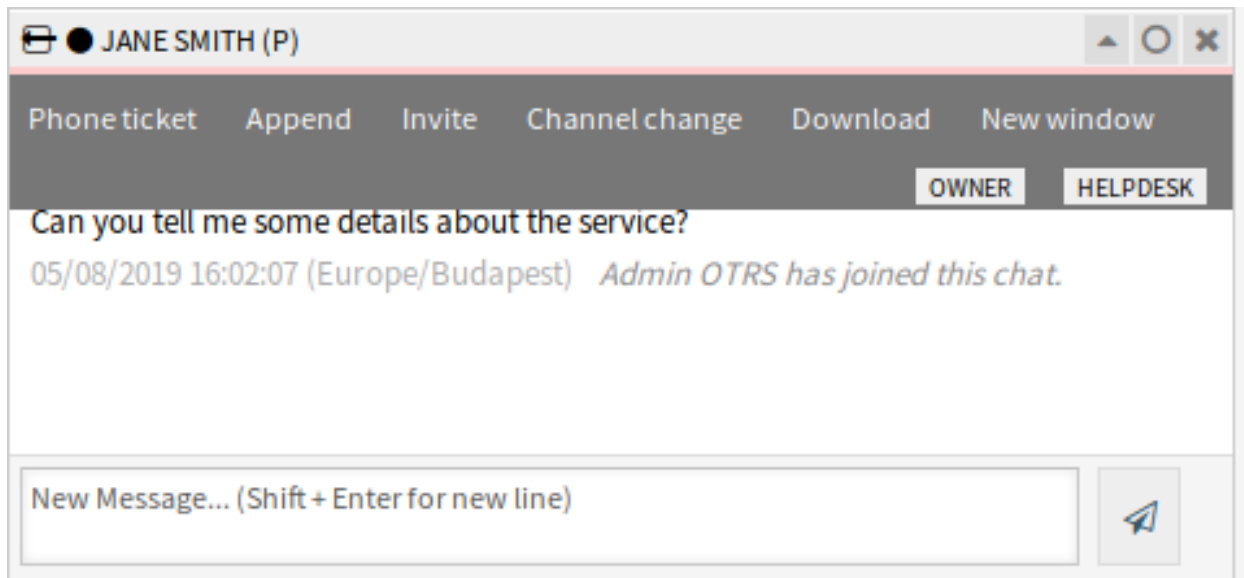 JANE SMITH (P)
Phone ticket Append Invite Channel change Download New window
OWNER HELPDESK
Can you tell me some details about the service?
05/08/2019 16:02:07 (Europe/Budapest) Admin OTRS has joined this chat.
New Message... (Shift + Enter for new line)